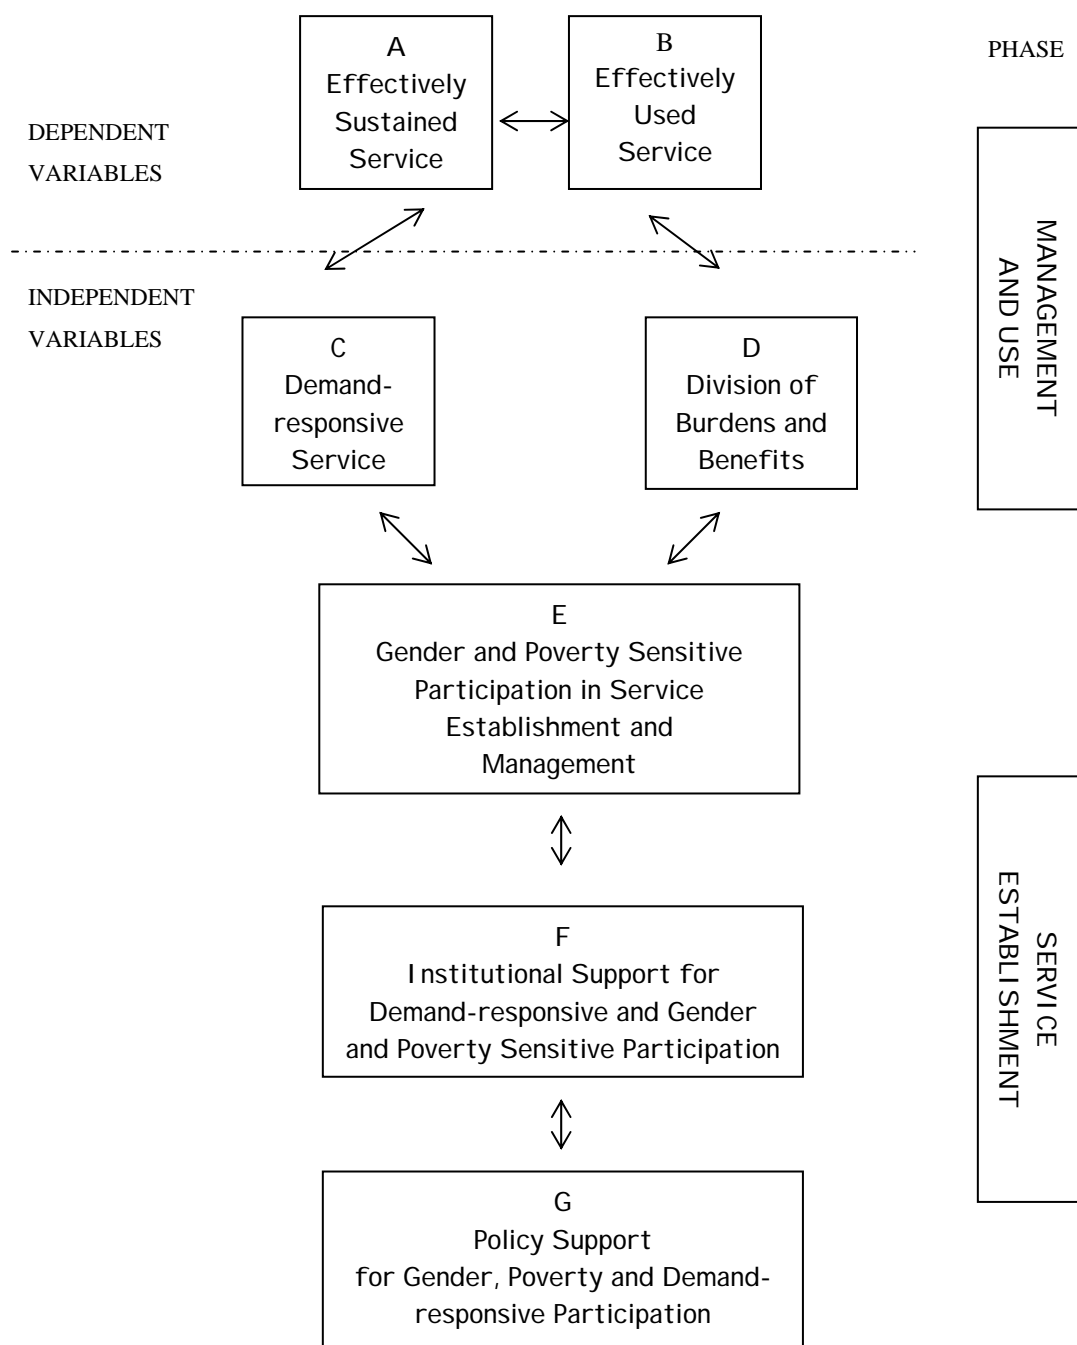 A
Effectively
Sustained
Service
B
Effectively
Used
Service
PHASE
DEPENDENT
VARIABLES
MANAGEMENT
AND USE
INDEPENDENT
VARIABLES
C
Demand-
responsive
Service
D
Division of
Burdens and
Benefits
E
Gender and Poverty Sensitive
Participation in Service
Establishment and
Management
SERVICE
ESTABLISHMENT
F
Institutional Support for
Demand-responsive and Gender
and Poverty Sensitive Participation
G
Policy Support
for Gender, Poverty and Demand-
responsive Participation